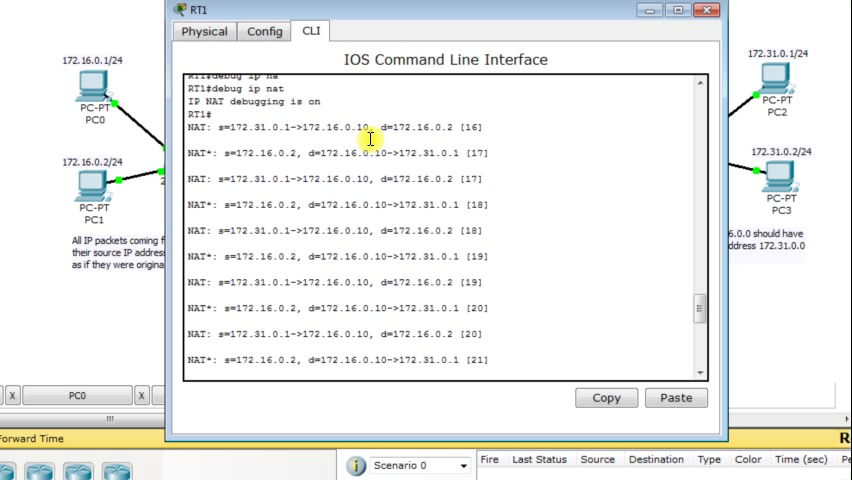 RT1
Physical
Config
CLI
IOS Command Line Interface
RT1#debug ip na
RT1#debug ip nat
IP NAT debugging is on
RT1#
NAT: s=172.31.0.1->172.16.0.10, d=172.16.0.2 [16]
NAT*: s=172.16.0.2, d=172.16.0.10->172.31.0.1 [17]
NAT: s=172.31.0.1->172.16.0.10, d=172.16.0.2 [17]
NAT*: s=172.16.0.2, d=172.16.0.10->172.31.0.1 [18]
NAT: s=172.31.0.1->172.16.0.10, d=172.16.0.2 [18]
NAT*: s=172.16.0.2, d=172.16.0.10->172.31.0.1 [19]
NAT: s=172.31.0.1->172.16.0.10, d=172.16.0.2 [19]
NAT*: s=172.16.0.2, d=172.16.0.10->172.31.0.1 [20]
NAT: s=172.31.0.1->172.16.0.10, d=172.16.0.2 [20]
NAT*: s=172.16.0.2, d=172.16.0.10->172.31.0.1 [21]
Copy
Paste
172.16.0.1/24
PC-PT
PC0
172.16.0.2/24
PC-PT
PC1
2
All IP packets coming f
their source IP address
as if they were origina
172.31.0.1/24
PC-PT
PC2
172.31.0.2/24
PC-PT
PC3
6.0.0 should have
address 172.31.0.0
X
PC0
X
Forward Time
R
Scenario 0
Fire
Last Status
Source
Destination
Type
Color
Time (sec)
Pe